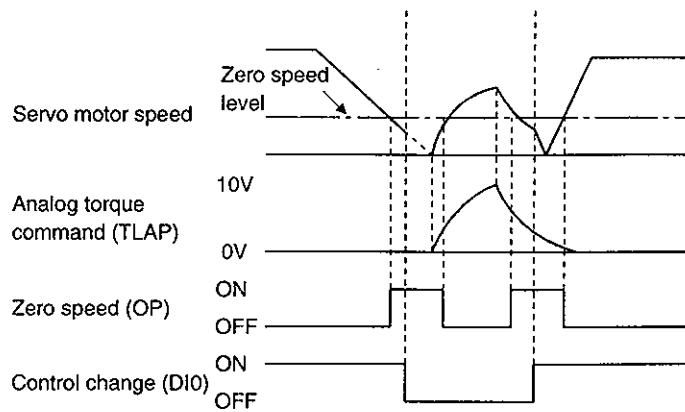 Zero speed
level
Servo motor speed
10V
Analog torque
command (TLAP)
0V
ON
Zero speed (OP)
OFF
ON
Control change (DI0)
OFF